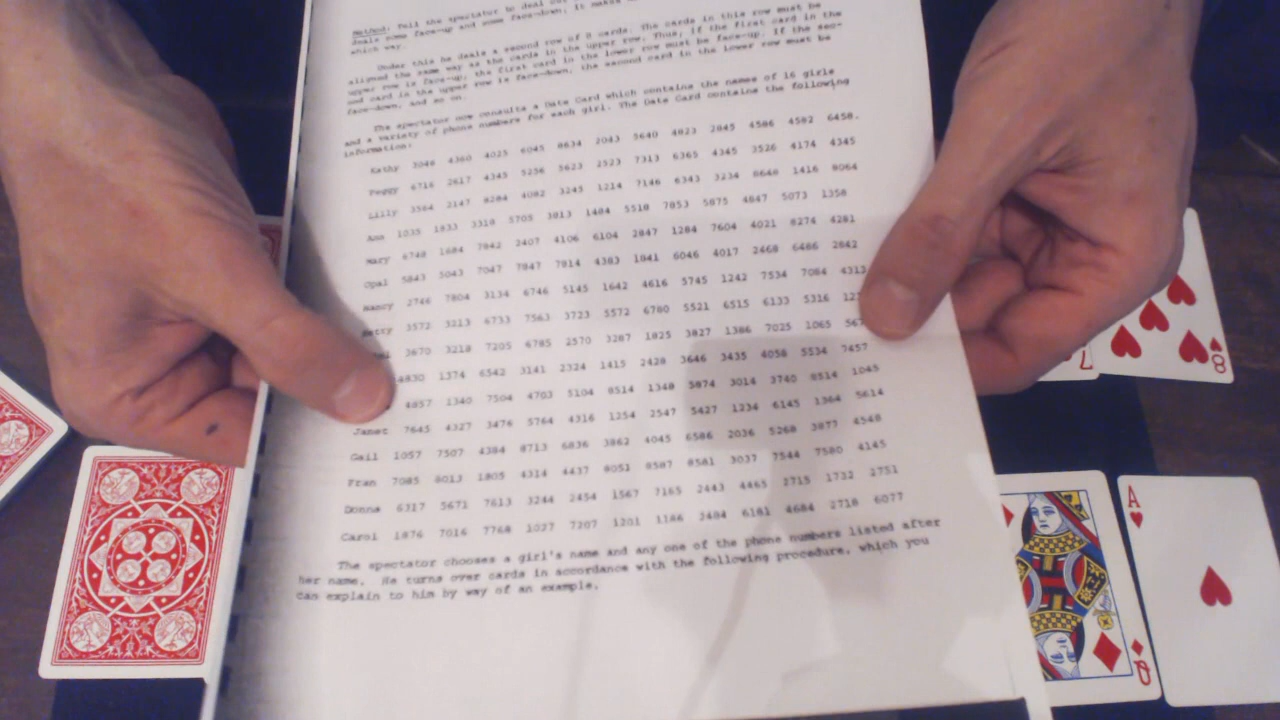 Method: Tell the spectator to deal out
deals some face-up and some face-down, it makes
which way.
Under this he deals a second row of 8 cards. The cards in this row must be
aligned the same way as the cards in the upper row. Thus, if the first card in the
upper row is face-up, the first card in the lower row must be face-up. If the sec-
ond card in the upper row is face-down, the second card in the lower row must be
face-down, and so on.
The spectator now consults a Date Card which contains the names of 16 girls
and a variety of phone numbers for each girl. The Date Card contains the following
information:
Kathy 3046 4360 4025 6045 8634 2043 5640 4823 2845 4586 4582 6458.
Peggy 6716 2617 4345 5256 5623 2523 7313 6365 4345 3526 4174 4345
Lilly 3564 2147 8284 4082 3245 1214 7146 6343 3234 8646 1416 8064
Ann 1035 1833 3318 5705 3813 1484 5518 7853 5875 4847 5073 1358
Mary 6748 1684 7842 2407 4106 6104 2847 1284 7604 4021 8274 4281
Opal 5843 5043 7047 7847 7814 4383 1841 6046 4017 2468 6486 2842
Nancy 2746 7804 3134 6746 5145 1642 4616 5745 1242 7534 7084 4313
Betty 3572 3213 6733 7563 3723 5572 6780 5521 6515 6133 5316
3670 3218 7205 6785 2570 3287 1825 3827 1386 7025 1065
4830 1374 6542 3141 2324 1415 2428 3646 3435 4058 5534 7457
4857 1340 7504 4703 5104 8514 1348 5874 3014 3740 8514 1045
Janet 7645 4327 3476 5764 4316 1254 2547 5427 1234 6145 1364 5614
Gail 1057 7507 4384 8713 6836 3862 4045 6586 2036 5268 3877 4548
Fran 7085 8013 1805 4314 4437 8051 8587 8581 3037 7544 7580 4145
Donna 6317 5671 7613 3244 2454 1567 7165 2443 4465 2715 1732 2751
Carol 1876 7016 7768 1027 7207 1201 1186 2484 6181 4684 2718 6077
The spectator chooses a girl's name and any one of the phone numbers listed after
her name. He turns over cards in accordance with the following procedure, which you
can explain to him by way of an example.
7
8
Q
A